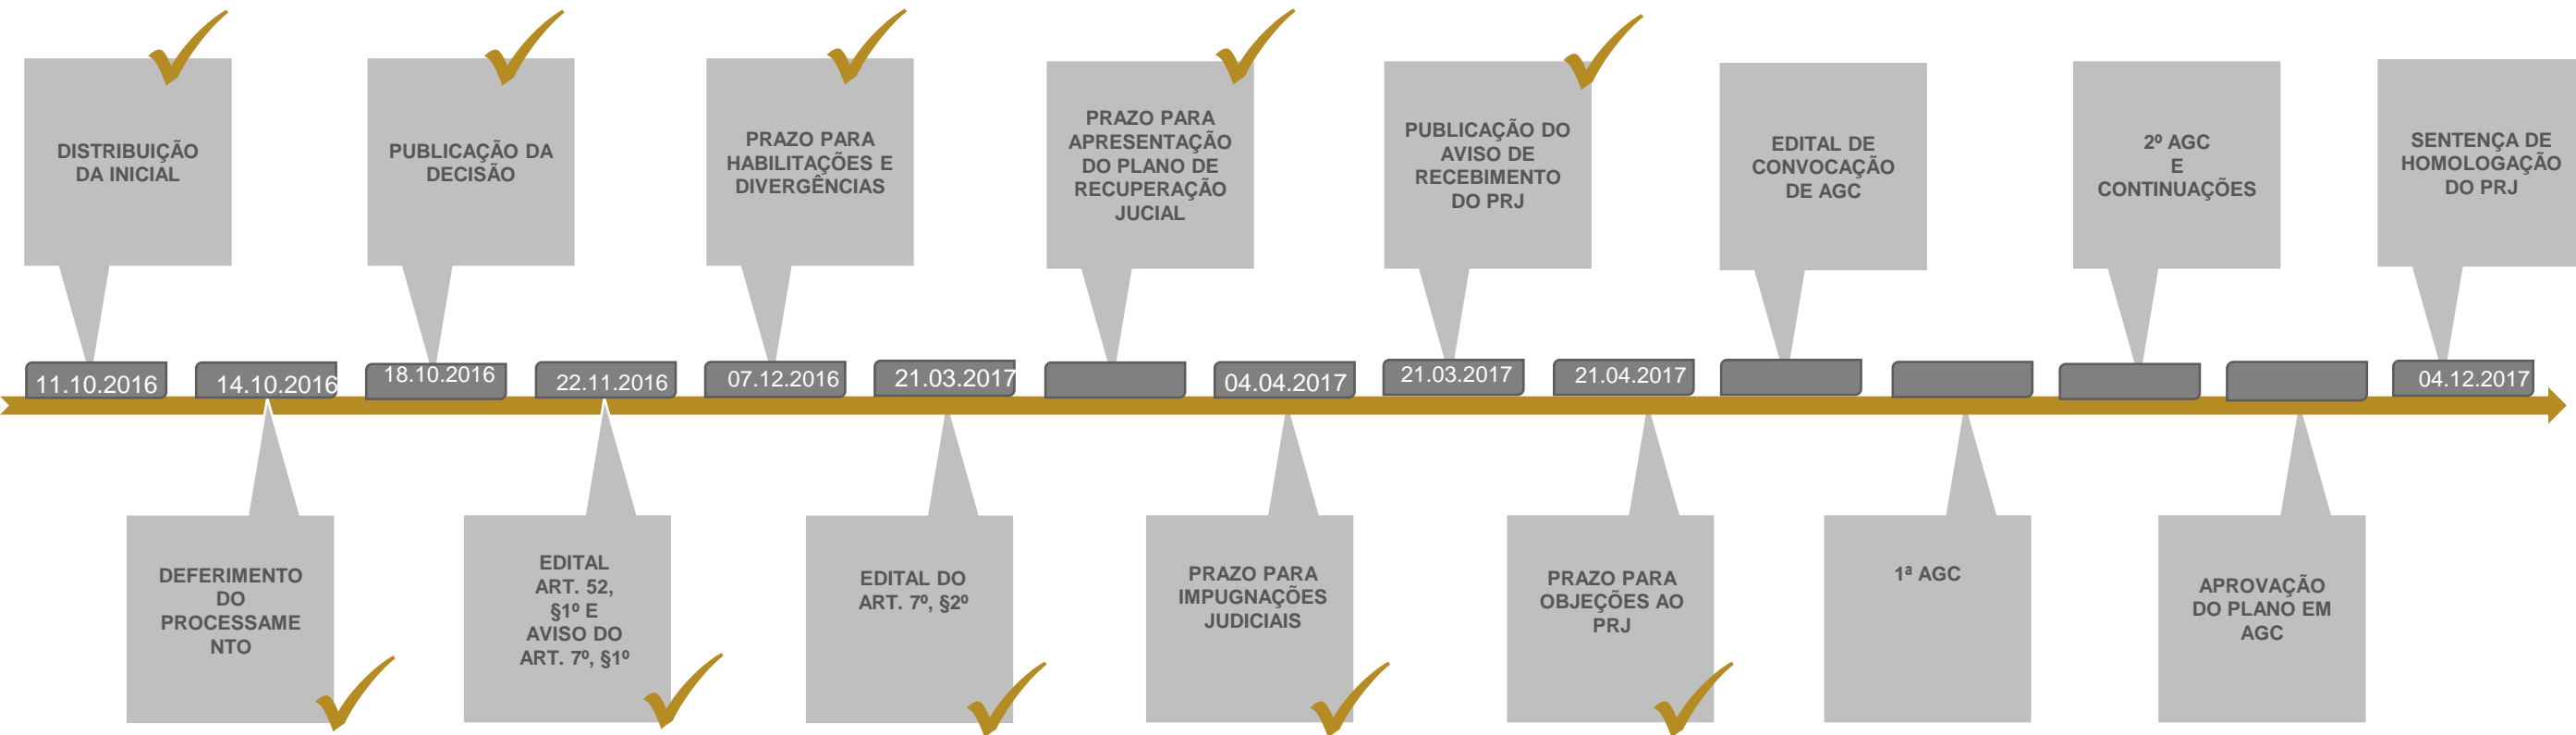 DISTRIBUIÇÃO
DA INICIAL
PUBLICAÇÃO DA
DECISÃO
PRAZO PARA
HABILITAÇÕES E
DIVERGÊNCIAS
PRAZO PARA
APRESENTAÇÃO
DO PLANO DE
RECUPERAÇÃO
JUCIAL
PUBLICAÇÃO DO
AVISO DE
RECEBIMENTO
DO PRJ
EDITAL DE
CONVOCAÇÃO
DE AGC
2º AGC
E
CONTINUAÇÕES
SENTENÇA DE
HOMOLOGAÇÃO
DO PRJ
11.10.2016
14.10.2016
18.10.2016
22.11.2016
07.12.2016
21.03.2017
04.04.2017
21.03.2017
21.04.2017
04.12.2017
DEFERIMENTO
DO
PROCESSAME
NTO
EDITAL
ART. 52,
§1º E
AVISO DO
ART. 7º, §1º
EDITAL DO
ART. 7º, §2º
PRAZO PARA
IMPUGNAÇÕES
JUDICIAIS
PRAZO PARA
OBJEÇÕES AO
PRJ
1ª AGC
APROVAÇÃO
DO PLANO EM
AGC